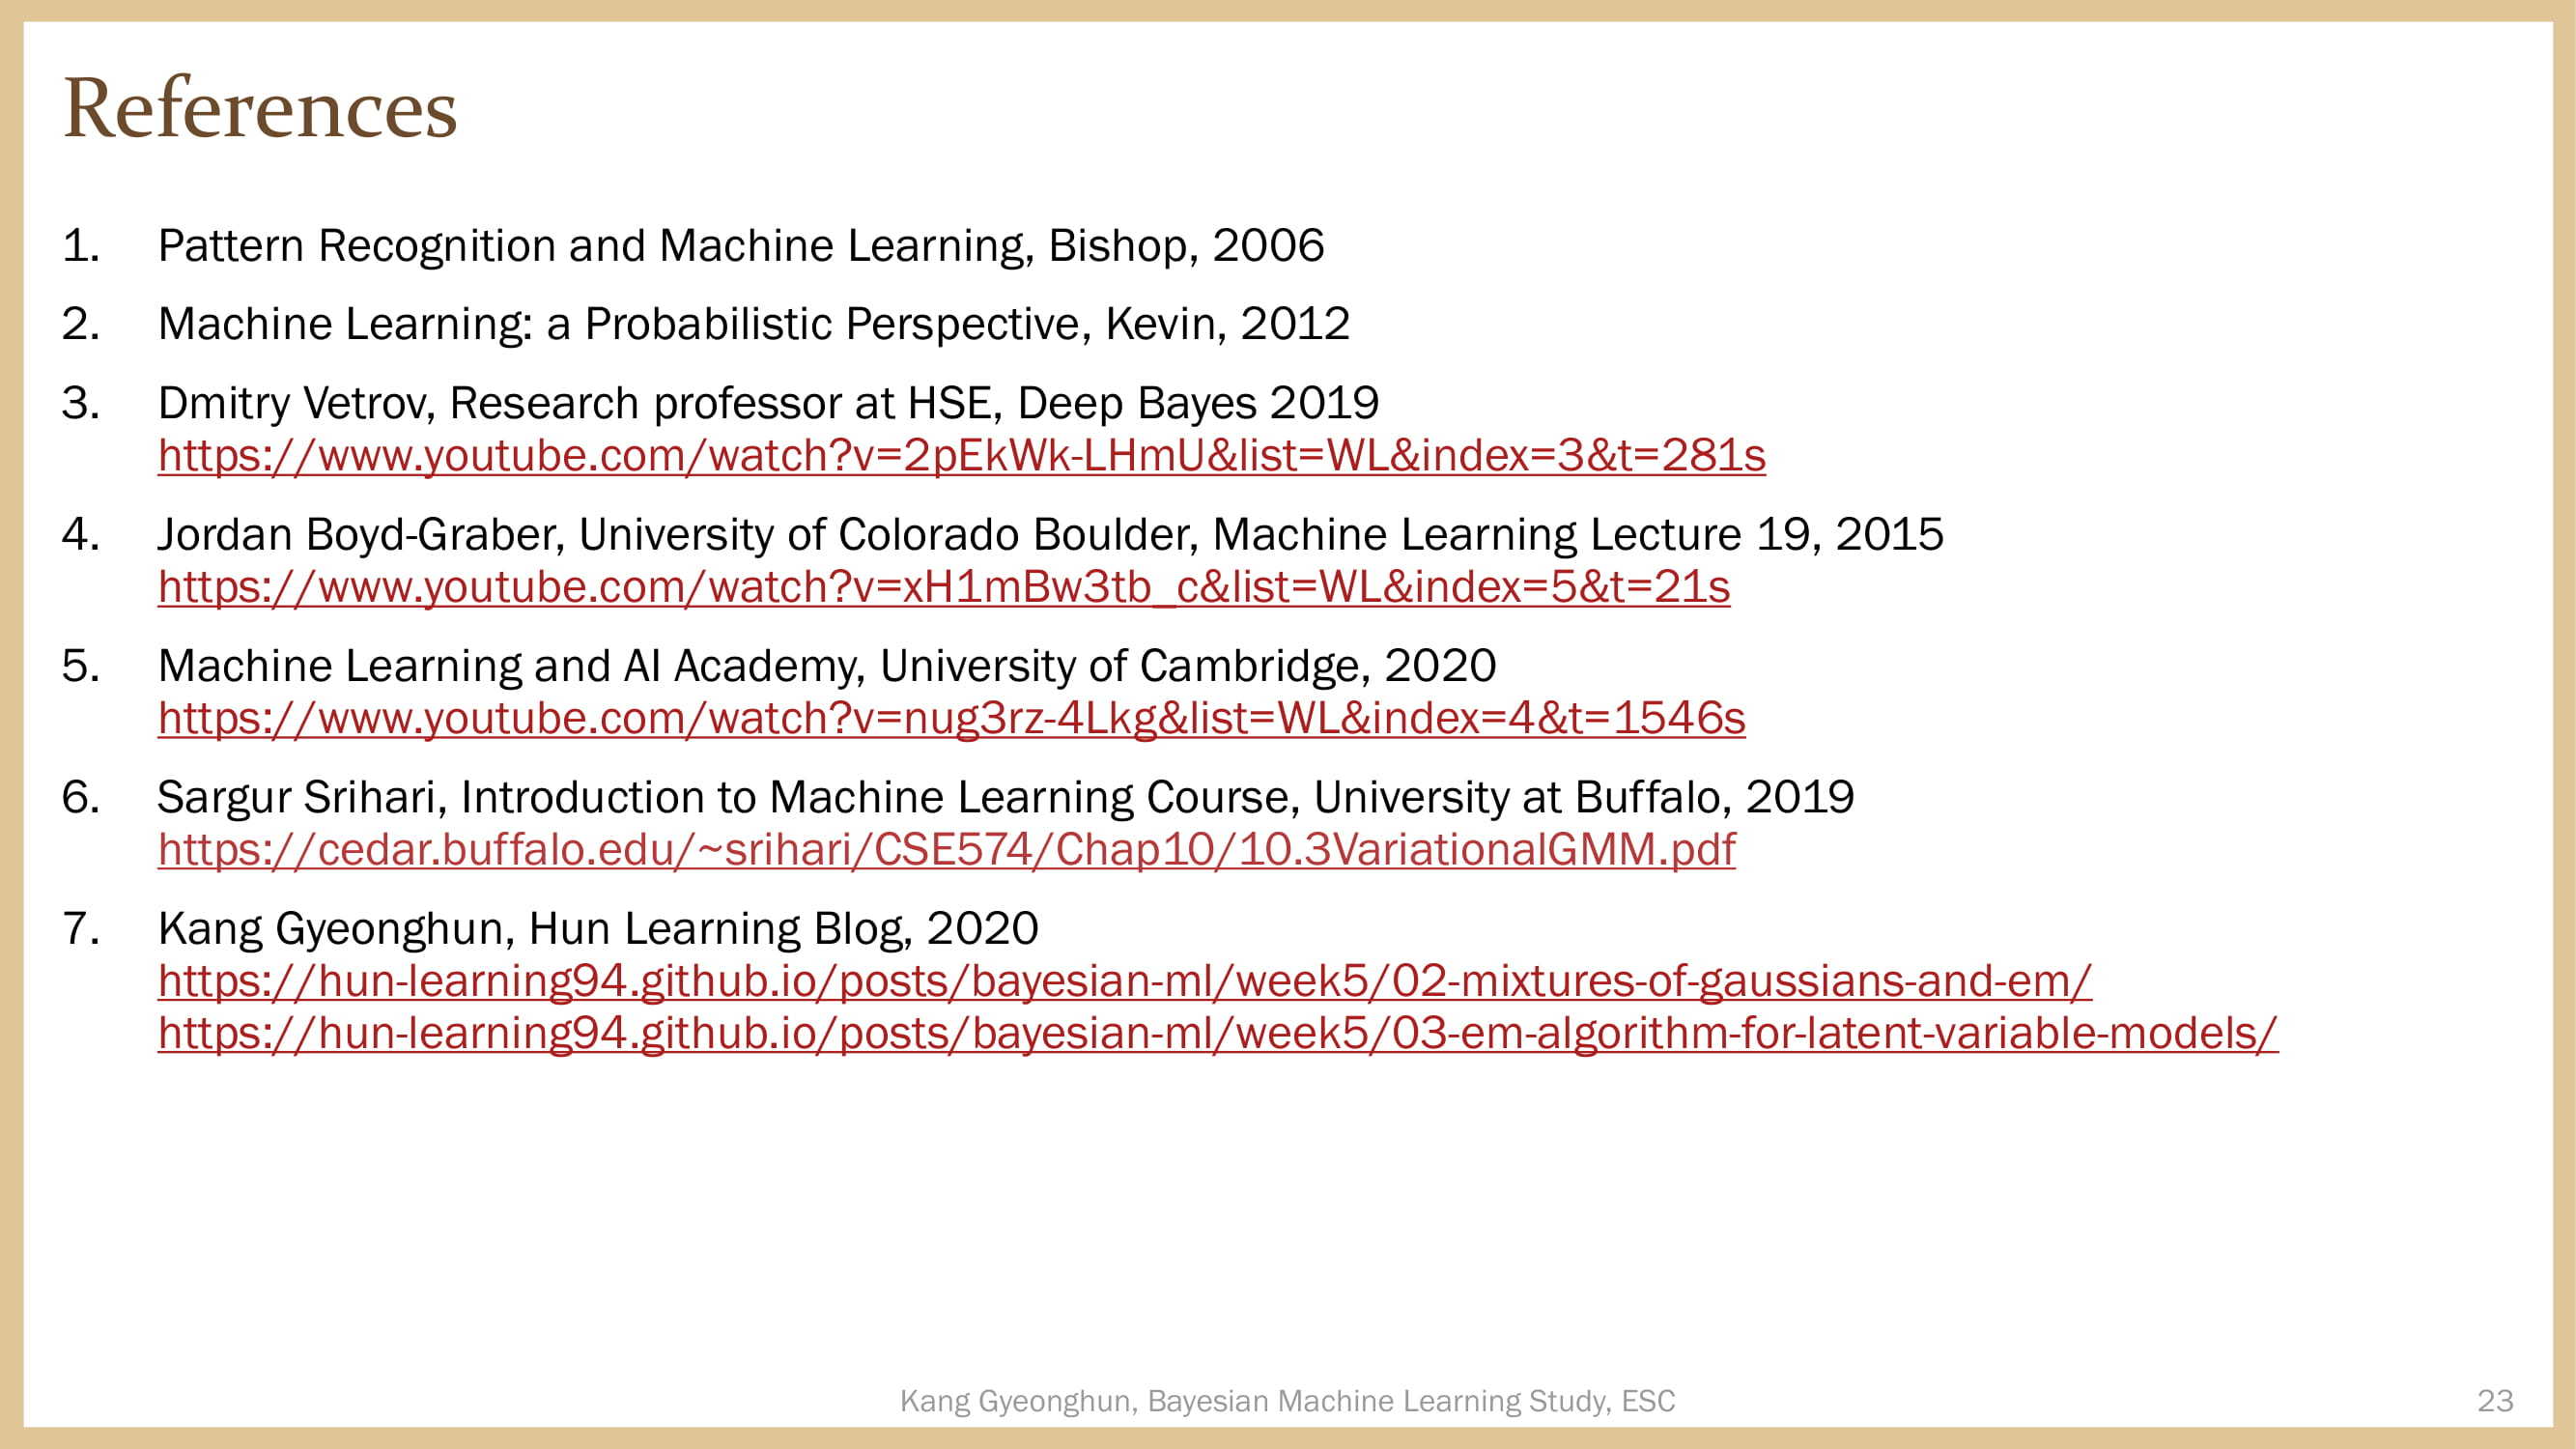 References
1. Pattern Recognition and Machine Learning, Bishop, 2006
2. Machine Learning: a Probabilistic Perspective, Kevin, 2012
3. Dmitry Vetrov, Research professor at HSE, Deep Bayes 2019
https://www.youtube.com/watch?v=2pEkWk-LHmU&list=WL&index=3&t=281s
4. Jordan Boyd-Graber, University of Colorado Boulder, Machine Learning Lecture 19, 2015
https://www.youtube.com/watch?v=xH1mBw3tb_c&list=WL&index=5&t=21s
5. Machine Learning and AI Academy, University of Cambridge, 2020
https://www.youtube.com/watch?v=nug3rz-4Lkg&list=WL&index=4&t=1546s
6. Sargur Srihari, Introduction to Machine Learning Course, University at Buffalo, 2019
https://cedar.buffalo.edu/~srihari/CSE574/Chap10/10.3VariationalGMM.pdf
7. Kang Gyeonghun, Hun Learning Blog, 2020
https://hun-learning94.github.io/posts/bayesian-ml/week5/02-mixtures-of-gaussians-and-em/
https://hun-learning94.github.io/posts/bayesian-ml/week5/03-em-algorithm-for-latent-variable-models/
Kang Gyeonghun, Bayesian Machine Learning Study, ESC
23